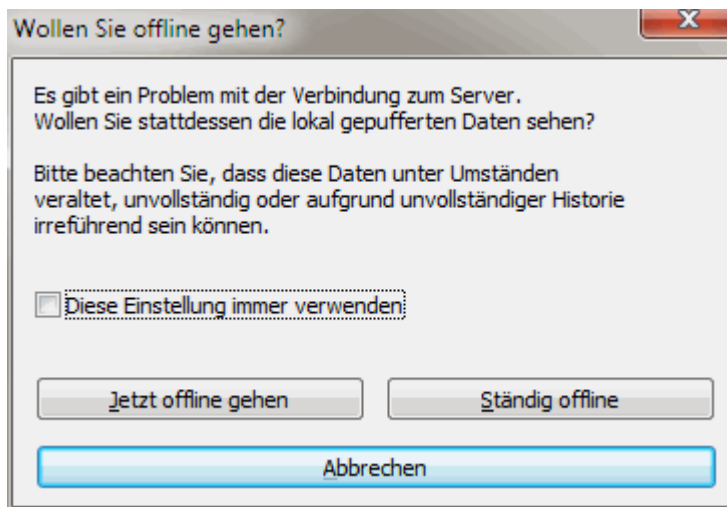 Wollen Sie offline gehen?
Es gibt ein Problem mit der Verbindung zum Server.
Wollen Sie stattdessen die lokal gepufferten Daten sehen?
Bitte beachten Sie, dass diese Daten unter Umständen
veraltet, unvollständig oder aufgrund unvollständiger Historie
irreführend sein können.
Diese Einstellung immer verwenden
Jetzt offline gehen
Ständig offline
Abbrechen